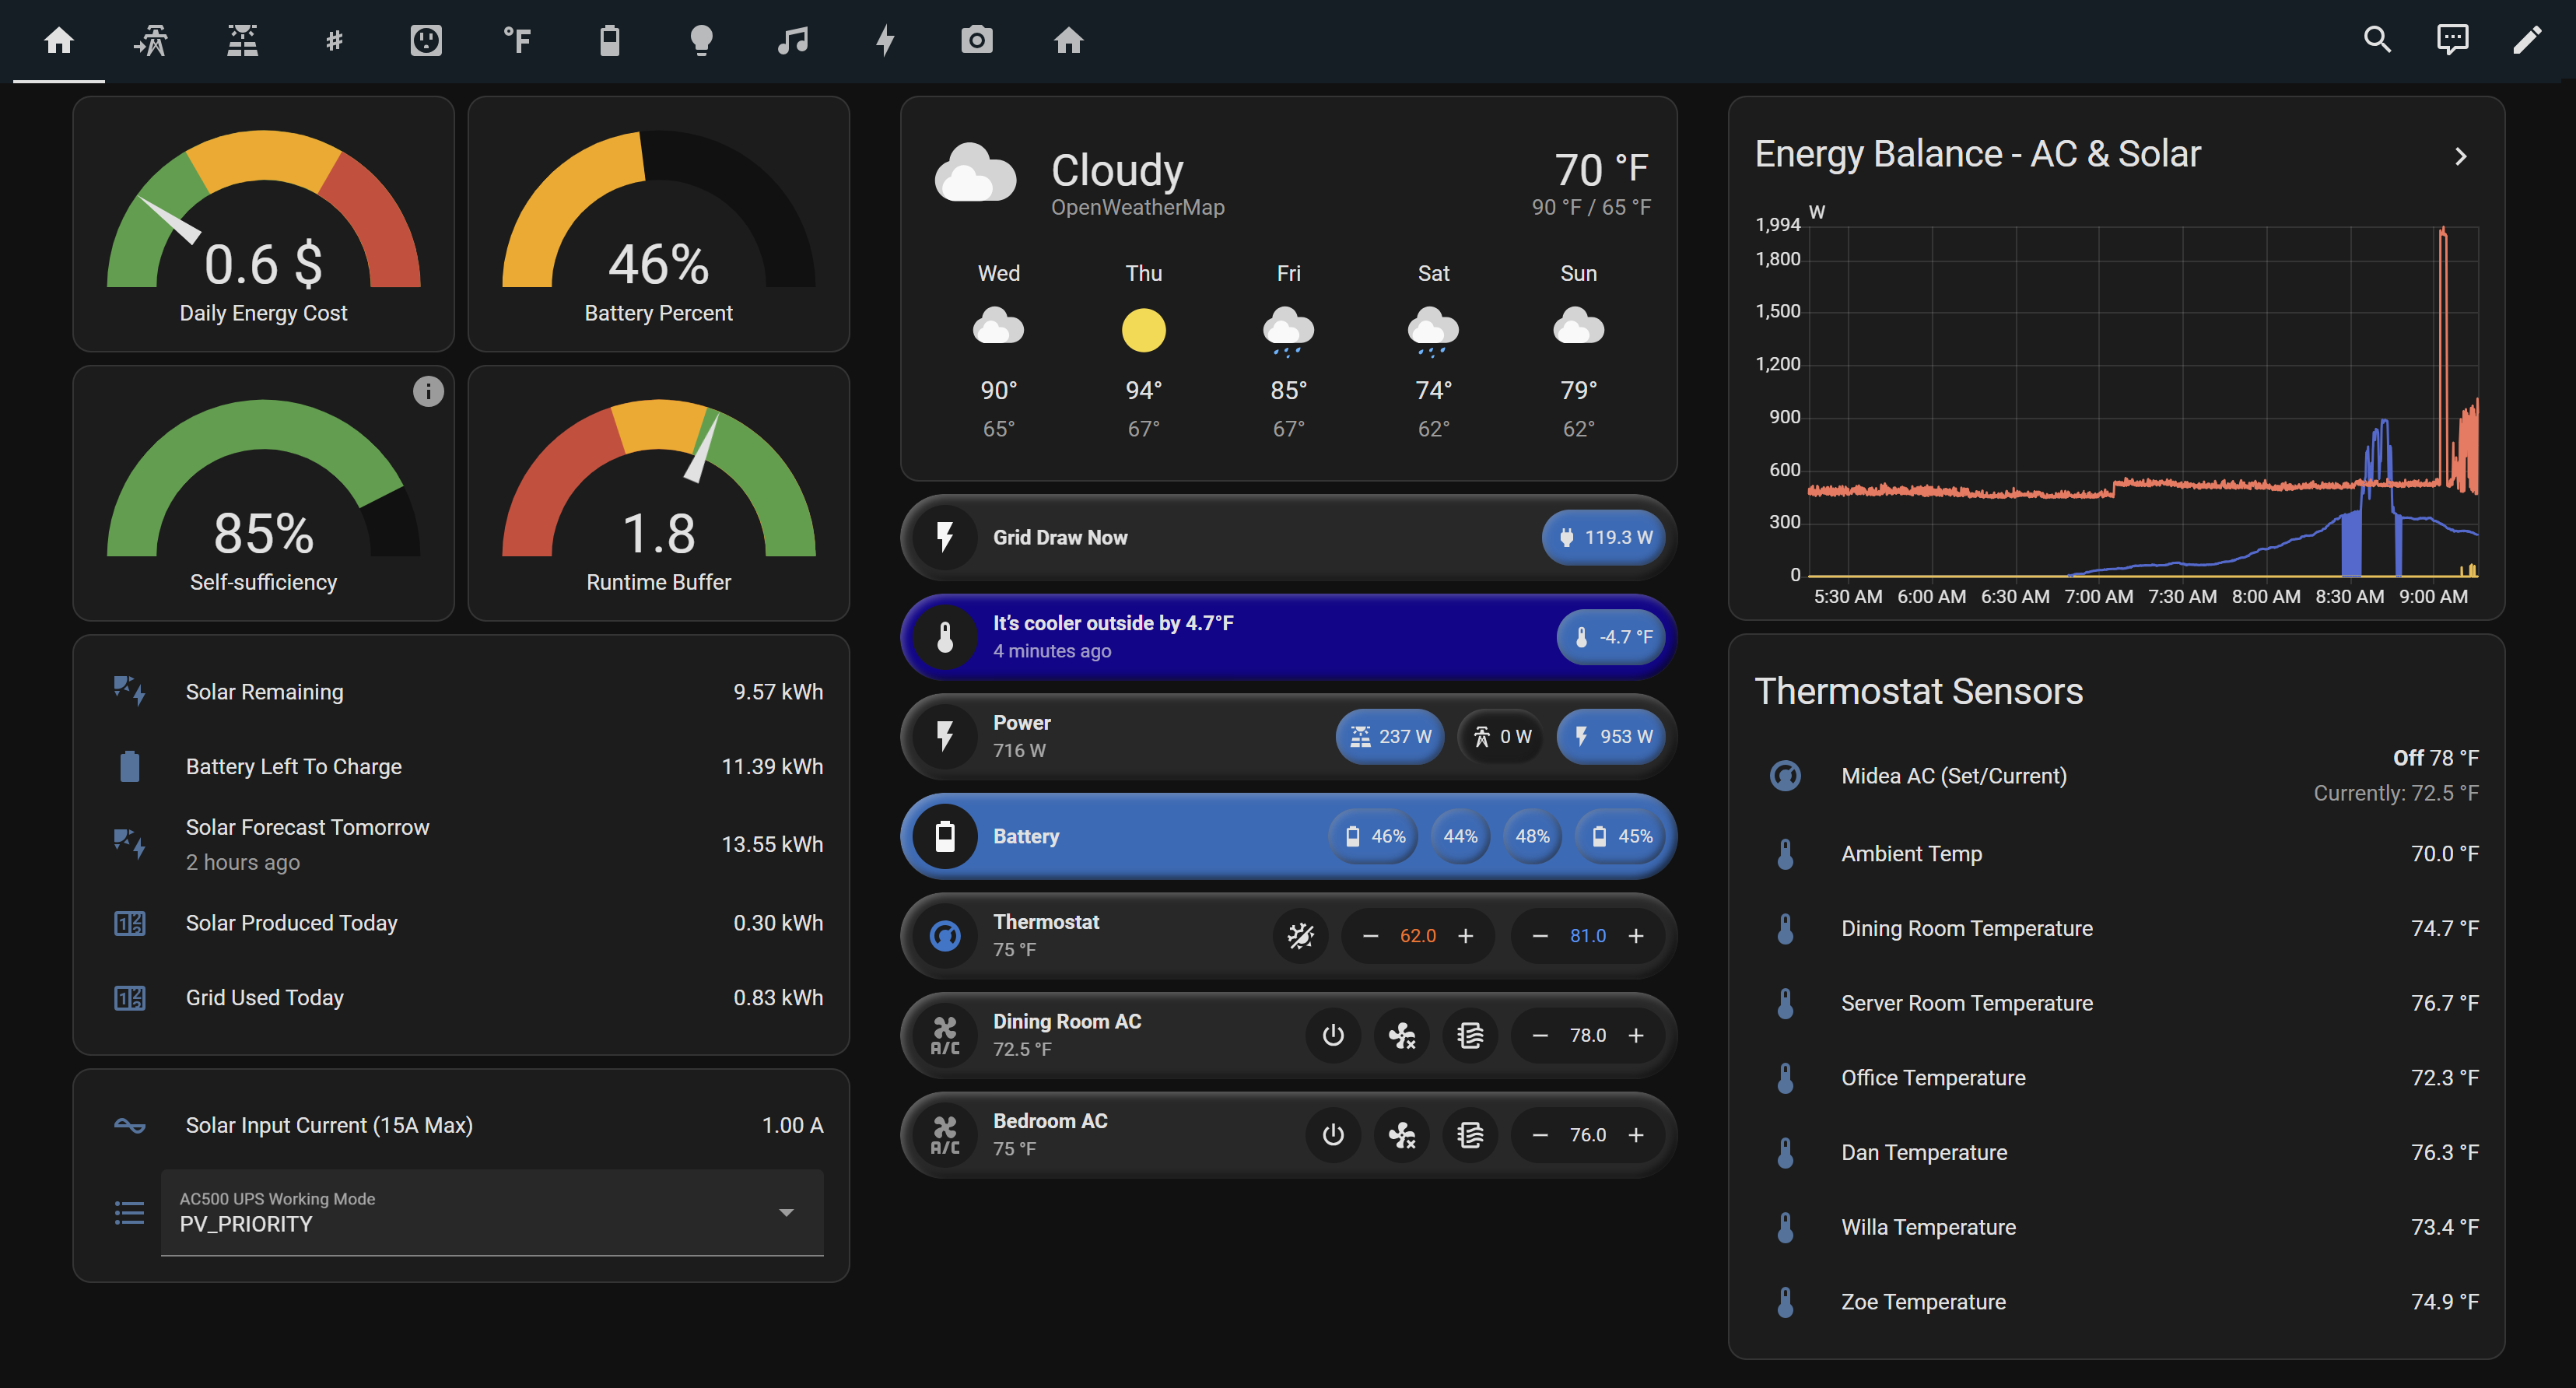 °F
0.6 $
Daily Energy Cost
46%
Battery Percent
85%
Self-sufficiency
1.8
Runtime Buffer
Solar Remaining 9.57 kWh
Battery Left To Charge 11.39 kWh
Solar Forecast Tomorrow 13.55 kWh
2 hours ago
Solar Produced Today 0.30 kWh
Grid Used Today 0.83 kWh
Solar Input Current (15A Max) 1.00 A
AC500 UPS Working Mode
PV_PRIORITY
Cloudy 70 °F
OpenWeatherMap 90 °F / 65 °F
Wed Thu Fri Sat Sun
90° 94° 85° 74° 79°
65° 67° 67° 62° 62°
Grid Draw Now 119.3 W
It's cooler outside by 4.7°F -4.7 °F
4 minutes ago
Power 237 W 0 W 953 W
716 W
Battery 46% 44% 48% 45%
Thermostat − 62.0 + − 81.0 +
75 °F
A/C Dining Room AC − 78.0 +
72.5 °F
A/C Bedroom AC − 76.0 +
75 °F
Energy Balance - AC & Solar
W
1,994
1,800
1,500
1,200
900
600
300
0
5:30 AM 6:00 AM 6:30 AM 7:00 AM 7:30 AM 8:00 AM 8:30 AM 9:00 AM
Thermostat Sensors
Midea AC (Set/Current) Off 78 °F
Currently: 72.5 °F
Ambient Temp 70.0 °F
Dining Room Temperature 74.7 °F
Server Room Temperature 76.7 °F
Office Temperature 72.3 °F
Dan Temperature 76.3 °F
Willa Temperature 73.4 °F
Zoe Temperature 74.9 °F